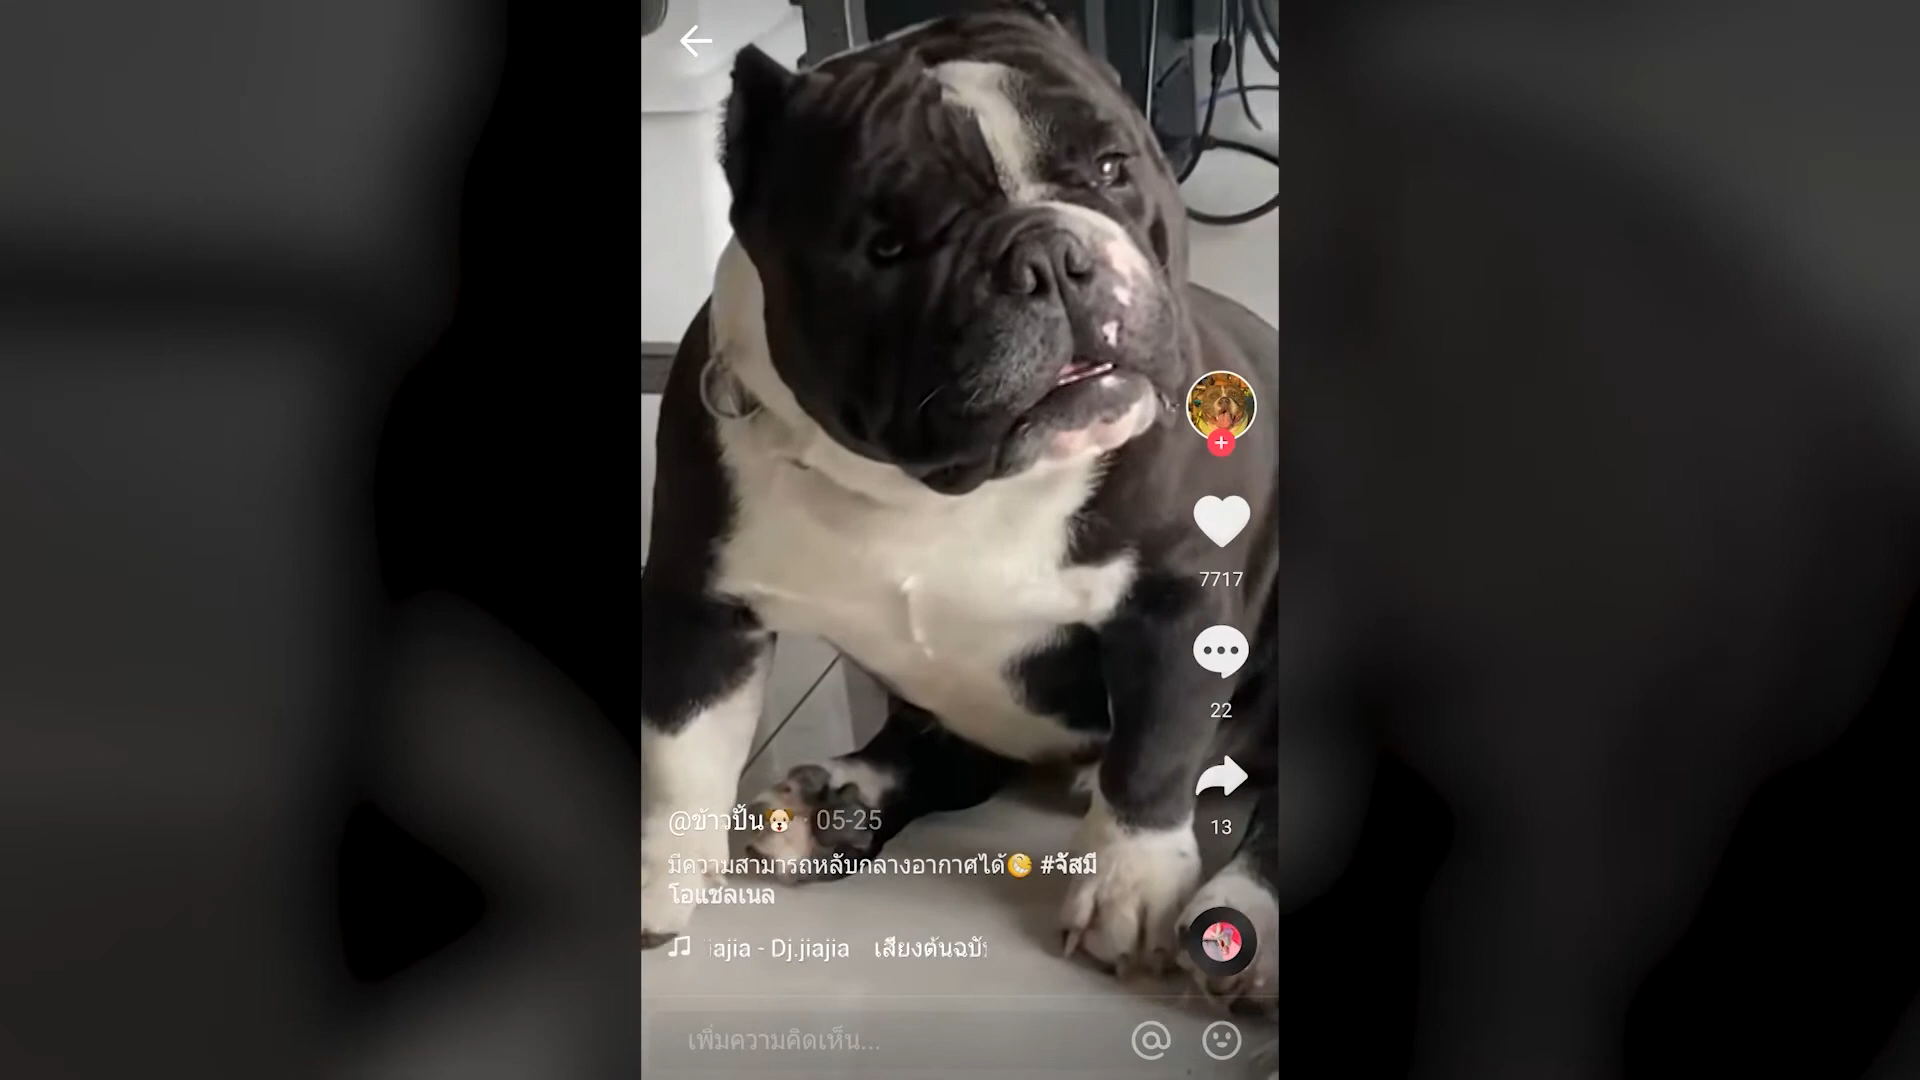 7717
22
13
@ข้าวปั้น🐶 · 05-25
มีความสามารถหลับกลางอากาศได้😆 #จัสมี
โอแชลเนล
iajia - Dj.jiajia เสียงต้นฉบับ
เพิ่มความคิดเห็น...